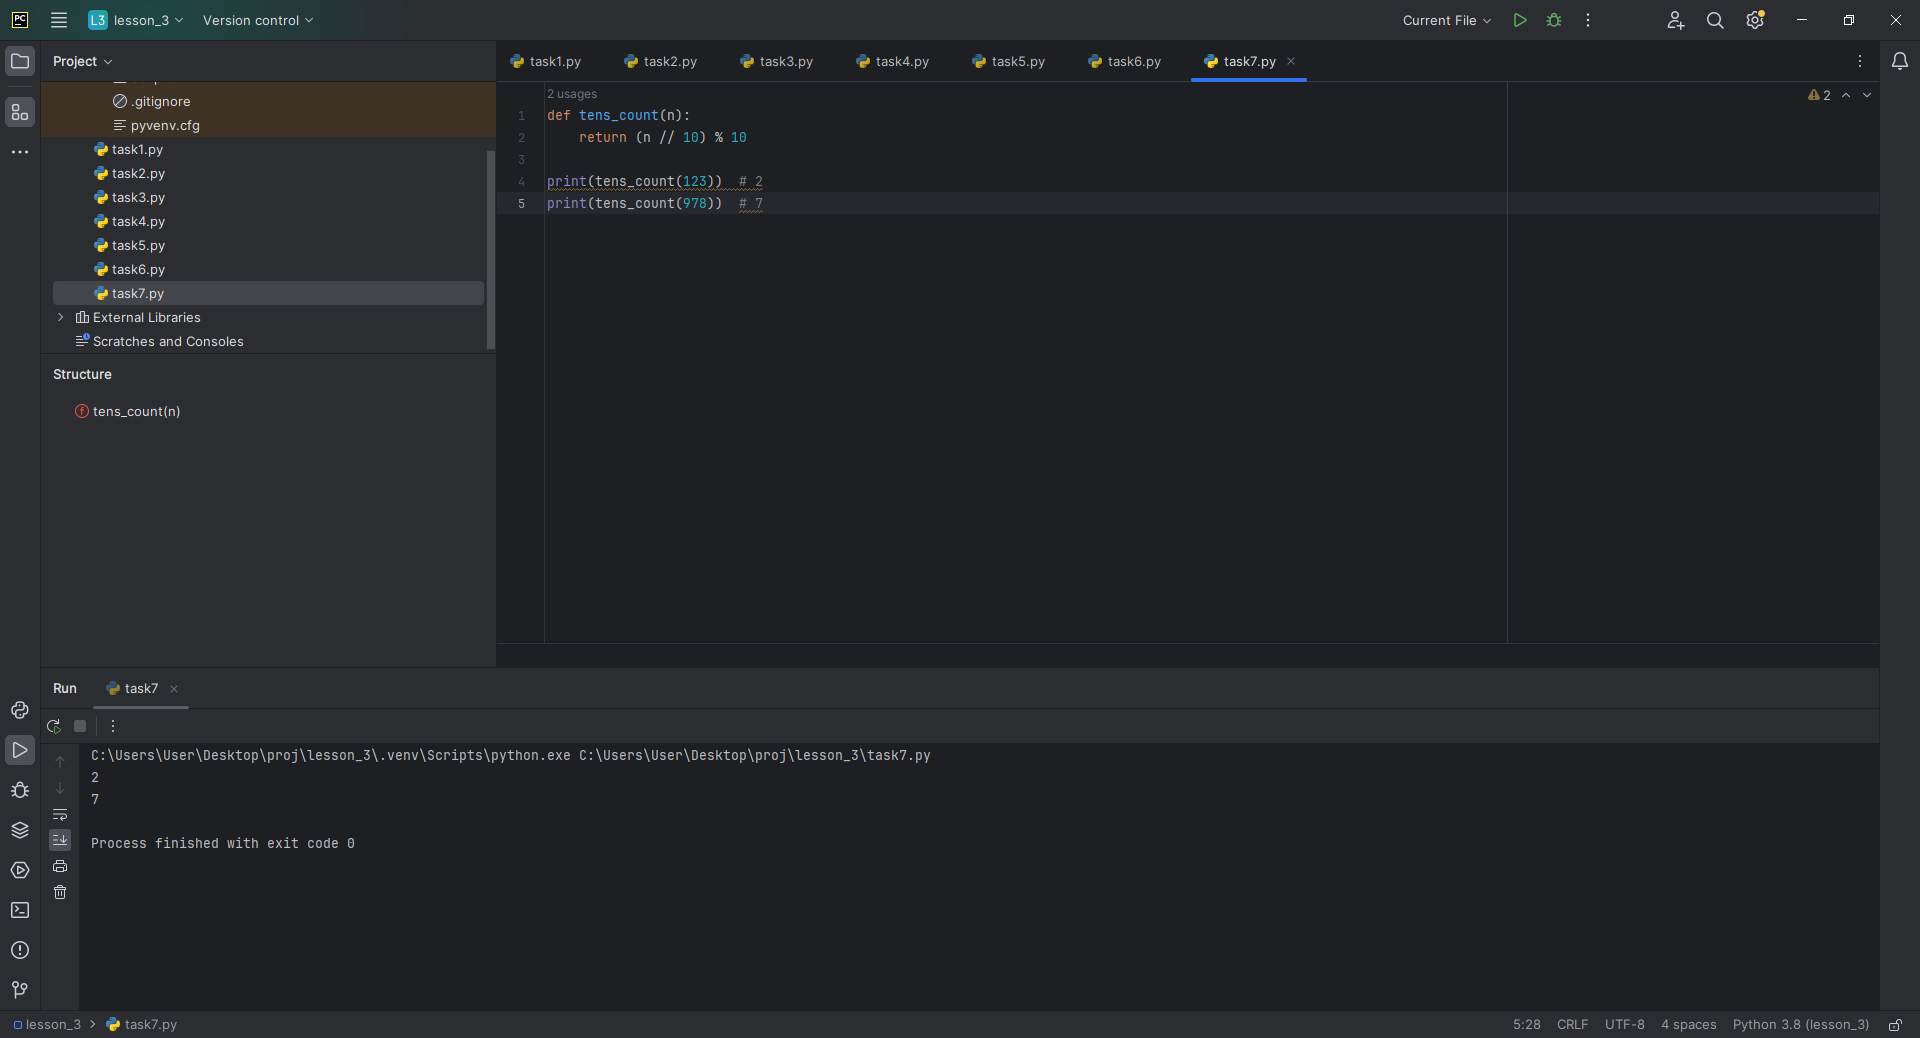 PC
L3 lesson_3
Version control
Current File
Project
.gitignore
pyvenv.cfg
task1.py
task2.py
task3.py
task4.py
task5.py
task6.py
task7.py
External Libraries
Scratches and Consoles
Structure
tens_count(n)
task1.py
task2.py
task3.py
task4.py
task5.py
task6.py
task7.py
2
2 usages
1 def tens_count(n):
2 return (n // 10) % 10
3
4 print(tens_count(123))  # 2
5 print(tens_count(978))  # 7
Run
task7
C:\Users\User\Desktop\proj\lesson_3\.venv\Scripts\python.exe C:\Users\User\Desktop\proj\lesson_3\task7.py
2
7
Process finished with exit code 0
lesson_3 > task7.py
5:28 CRLF UTF-8 4 spaces Python 3.8 (lesson_3)